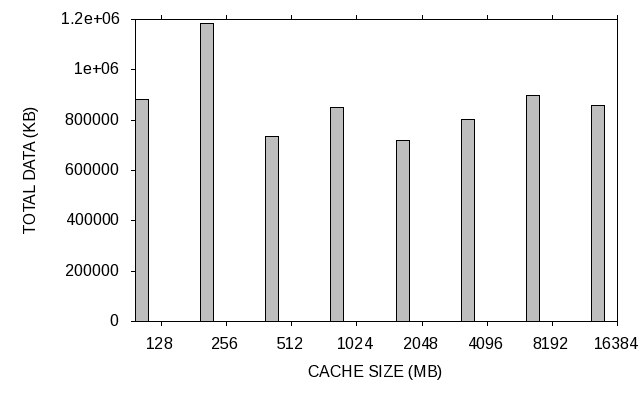 1.2e+06
1e+06
800000
600000
400000
200000
0
TOTAL DATA (KB)
128 256 512 1024 2048 4096 8192 16384
CACHE SIZE (MB)